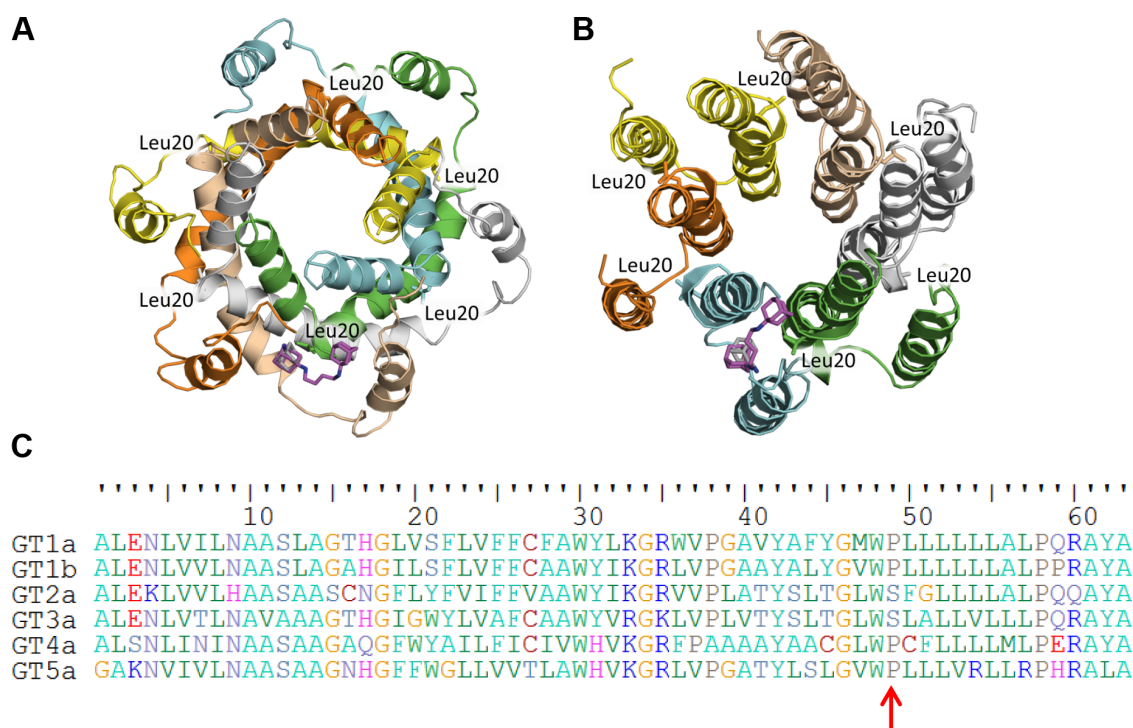 A
B
Leu20
Leu20
Leu20
Leu20
Leu20
Leu20
Leu20
Leu20
Leu20
Leu20
Leu20
Leu20
C
10 20 30 40 50 60
GT1a ALENLVILNAASLAGTHGLVSFLVFFCFAWYLKGRWVPGAVYAFYGMWPLLLLLLALPQRAYA
GT1b ALENLVVLNAASLAGAHGILSFLVFFCAAWYIKGRLVPGAAYALYGVWPLLLLLLALPPRAYA
GT2a ALEKLVVLHAASAASCNGFLYFVIFFVAAWYIKGRVVPLATYSLTGLWSFGLLLLALPQQAYA
GT3a ALENLVTLNAVAAAGTHGIGWYLVAFCAAWYVRGKLVPLVTYSLTGLWSLALLVLLLPQRAYA
GT4a ALSNLININAASAAGAQGFWYAILFICIVWHVKGRFPAAAAYAACGLWPCFLLLLMLPERAYA
GT5a GAKNVIVLNAASAAGNHGFFWGLLVVTLAWHVKGRLVPGATYLSLGVWPLLLVRLLRPHRALA